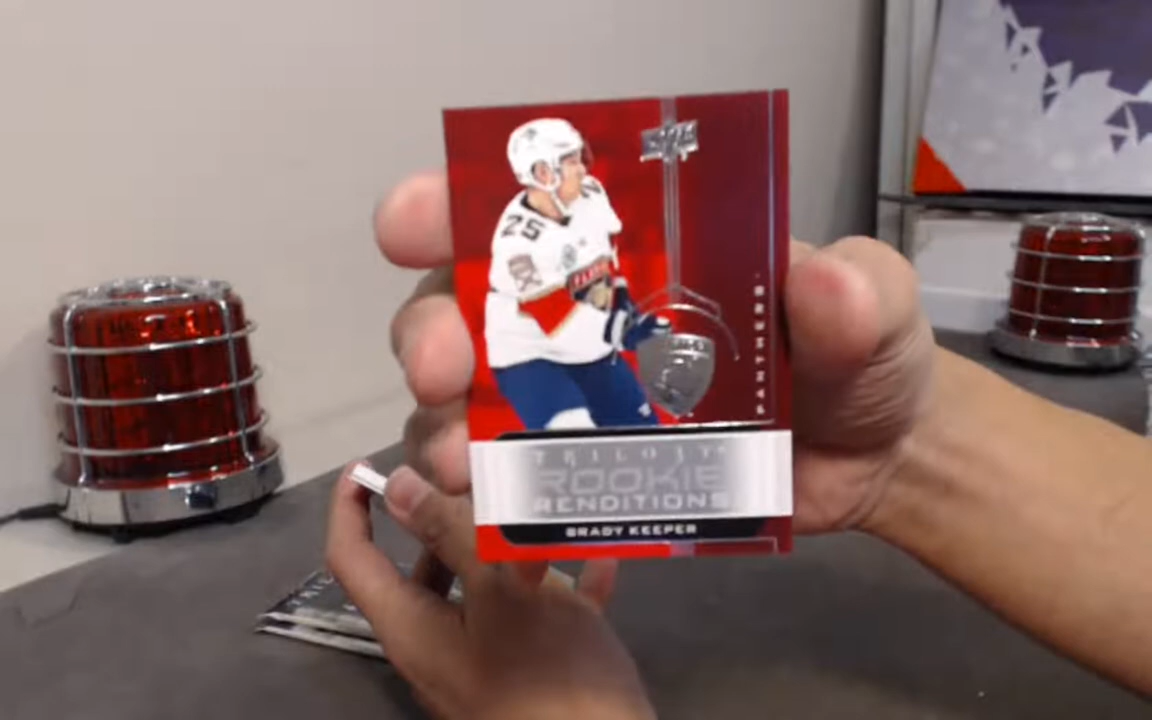 25
PANTHERS
TRILOGY
ROOKIE
RENDITIONS
BRADY KEEPER